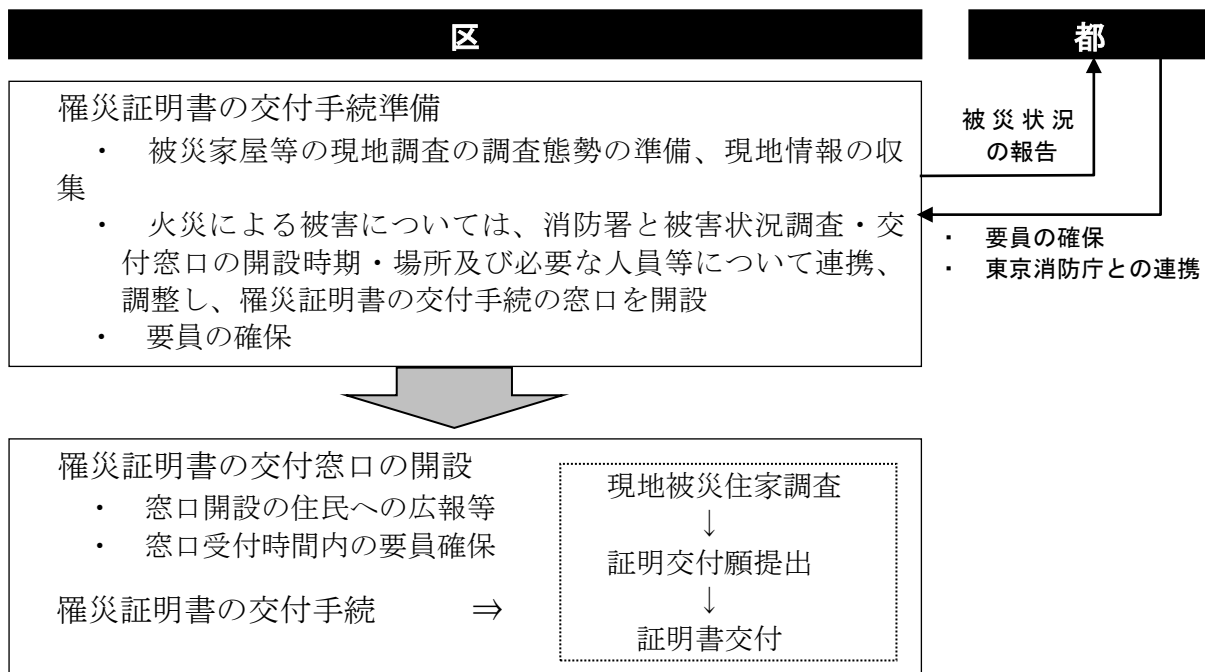 区
都
罹災証明書の交付手続準備
・ 被災家屋等の現地調査の調査態勢の準備、現地情報の収
集
・ 火災による被害については、消防署と被害状況調査・交
付窓口の開設時期・場所及び必要な人員等について連携、
調整し、罹災証明書の交付手続の窓口を開設
・ 要員の確保
被災状況
の報告
・ 要員の確保
・ 東京消防庁との連携
罹災証明書の交付窓口の開設
・ 窓口開設の住民への広報等
・ 窓口受付時間内の要員確保
罹災証明書の交付手続 ⇒
現地被災住家調査
↓
証明交付願提出
↓
証明書交付